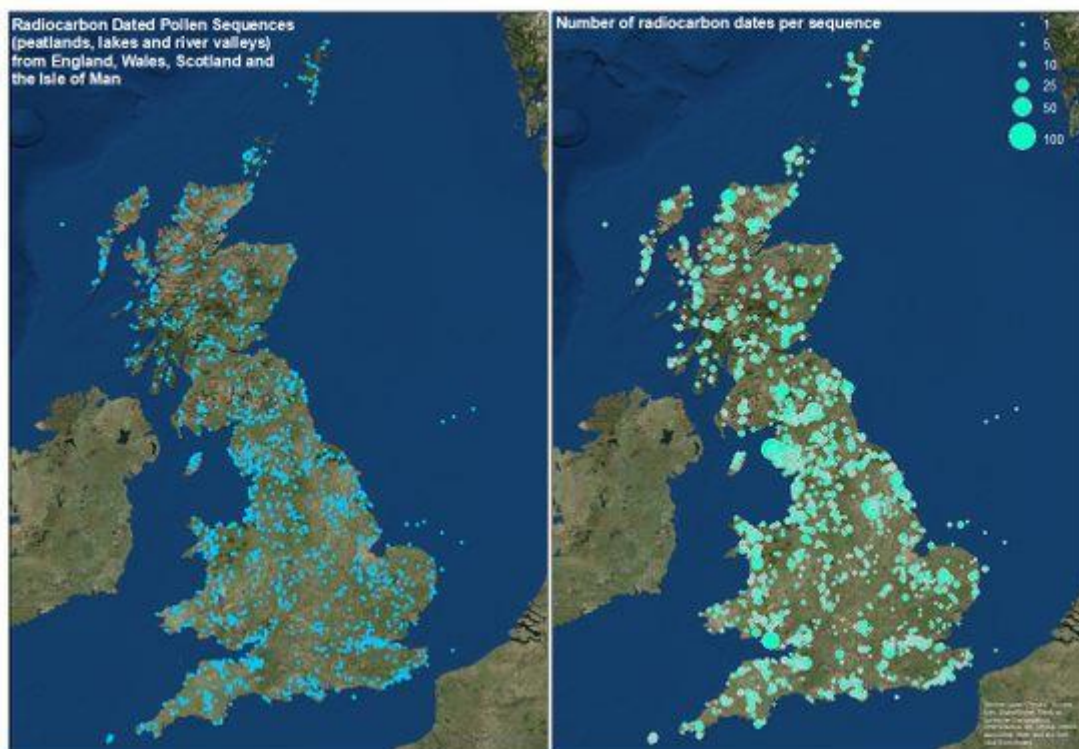 Radiocarbon Dated Pollen Sequences
(peatlands, lakes and river valleys)
from England, Wales, Scotland and
the Isle of Man
Number of radiocarbon dates per sequence
1
5
10
25
50
100